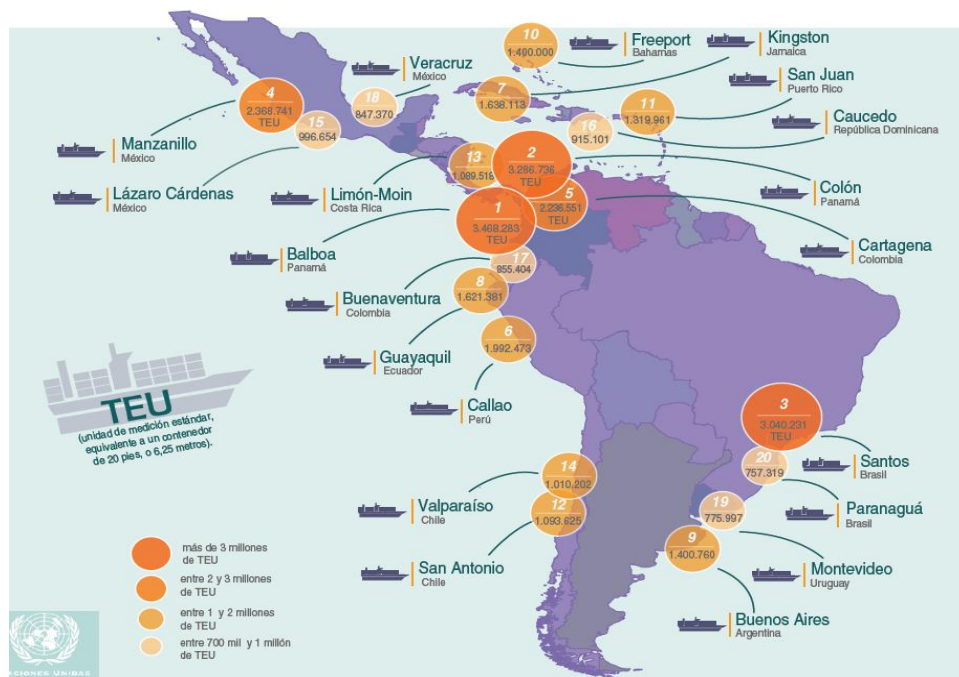 10
1.400.000
Freeport
Bahamas
Kingston
Jamaica
Veracruz
México
San Juan
Puerto Rico
4
2.368.741
TEU
18
847.370
7
1.638.113
11
1.319.961
Caucedo
República Dominicana
15
996.654
16
915.101
Manzanillo
México
13
1.089.518
2
3.286.736
TEU
Lázaro Cárdenas
México
Limón-Moin
Costa Rica
5
2.236.551
TEU
Colón
Panamá
1
3.468.283
TEU
Balboa
Panamá
Cartagena
Colombia
17
855.404
8
1.621.381
Buenaventura
Colombia
6
1.992.473
Guayaquil
Ecuador
TEU
(unidad de medición estándar,
equivalente a un contenedor
de 20 pies, o 6,25 metros).
Callao
Perú
3
3.040.231
TEU
20
757.319
Santos
Brasil
14
1.010.202
Valparaíso
Chile
12
1.093.625
19
775.997
Paranaguá
Brasil
9
1.400.760
San Antonio
Chile
Montevideo
Uruguay
Buenos Aires
Argentina
más de 3 millones
de TEU
entre 2 y 3 millones
de TEU
entre 1 y 2 millones
de TEU
entre 700 mil y 1 millón
de TEU
ACIONES UNIDAS